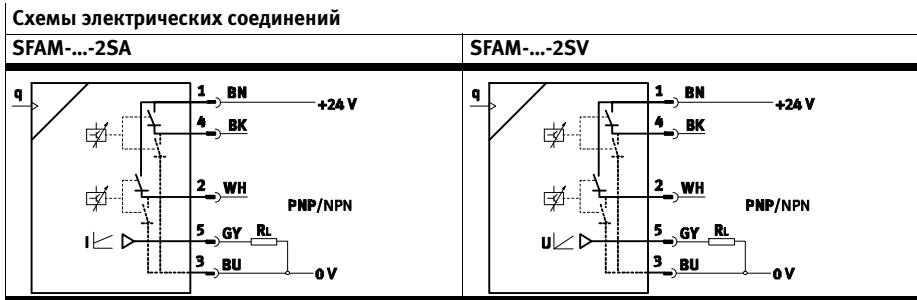 Схемы электрических соединений
SFAM-...-2SA
SFAM-...-2SV
q
1 BN
+24 V
4 BK
2 WH
PNP/NPN
I
5 GY RL
3 BU
0 V
q
1 BN
+24 V
4 BK
2 WH
PNP/NPN
U
5 GY RL
3 BU
0 V